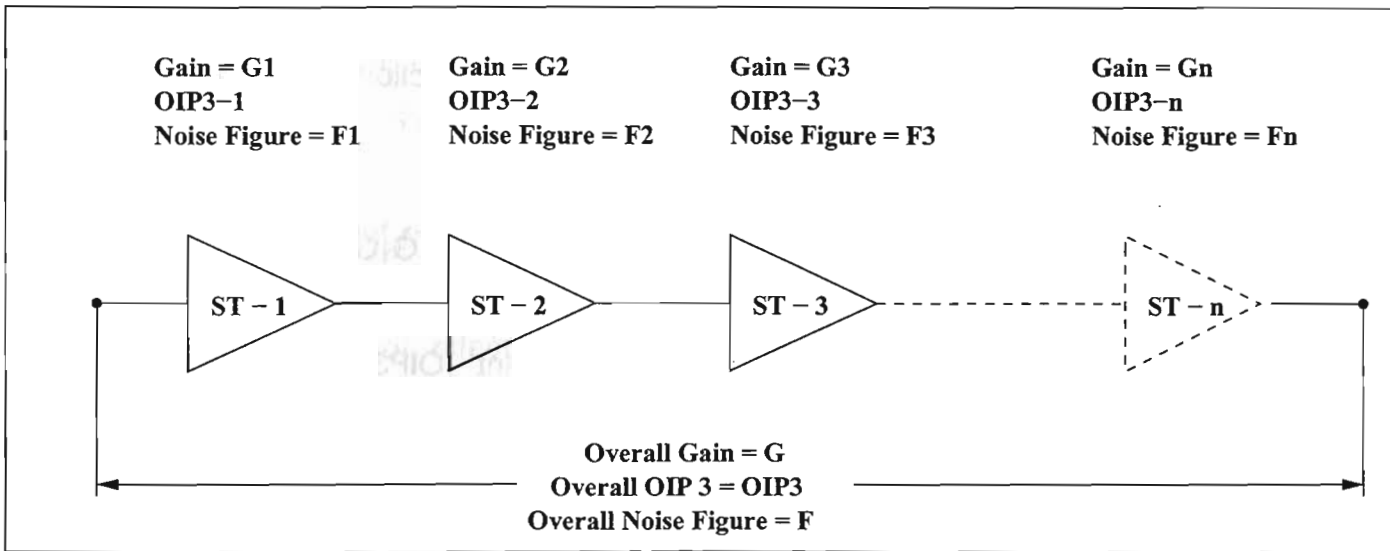 Gain = G1
OIP3−1
Noise Figure = F1
Gain = G2
OIP3−2
Noise Figure = F2
Gain = G3
OIP3−3
Noise Figure = F3
Gain = Gn
OIP3−n
Noise Figure = Fn
ST − 1
ST − 2
ST − 3
ST − n
Overall Gain = G
Overall OIP 3 = OIP3
Overall Noise Figure = F